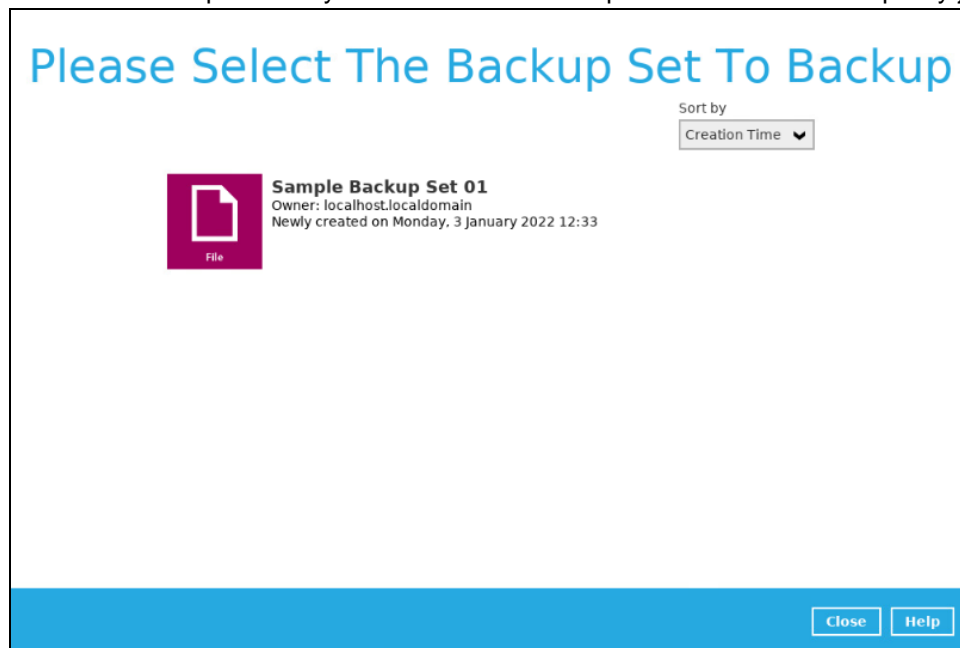 Please Select The Backup Set To Backup
Sort by
Creation Time
Sample Backup Set 01
Owner: localhost.localdomain
Newly created on Monday, 3 January 2022 12:33
File
Close
Help